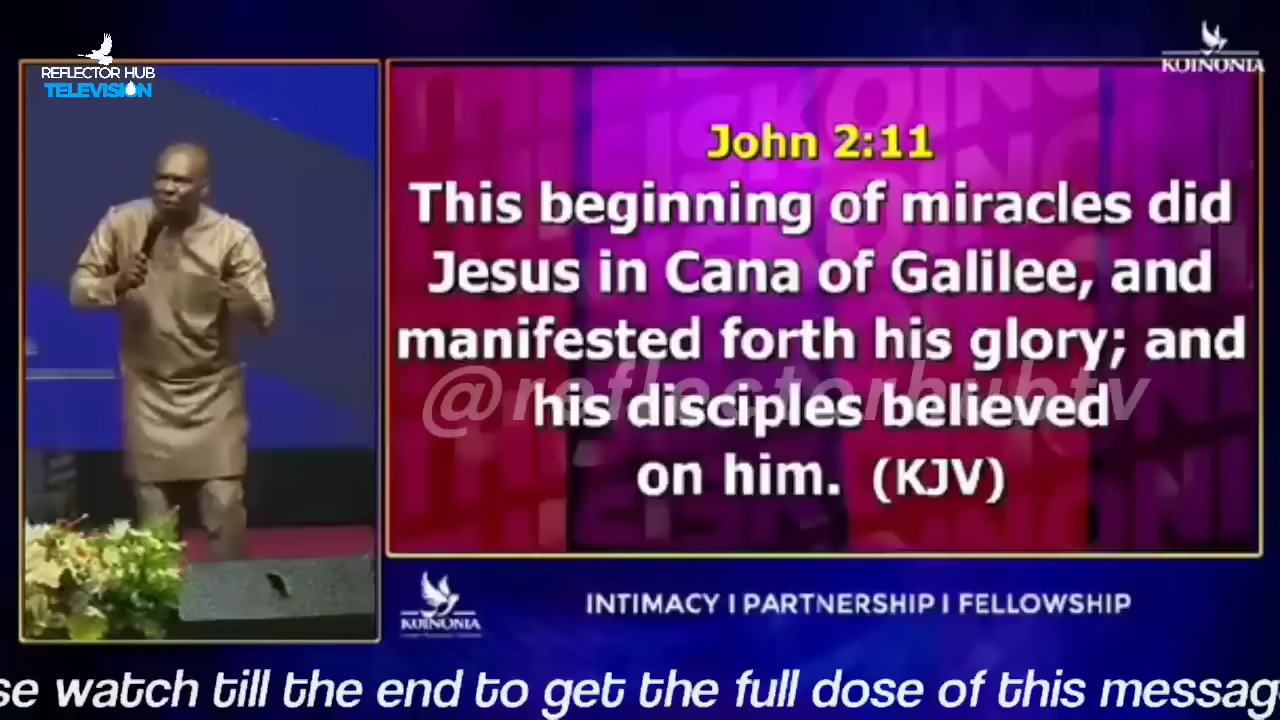 REFLECTOR HUB
TELEVISION
KOINONIA
John 2:11
This beginning of miracles did
Jesus in Cana of Galilee, and
manifested forth his glory; and
his disciples believed
on him. (KJV)
@reflectorhubtv
KOINONIA
INTIMACY I PARTNERSHIP I FELLOWSHIP
se watch till the end to get the full dose of this messag